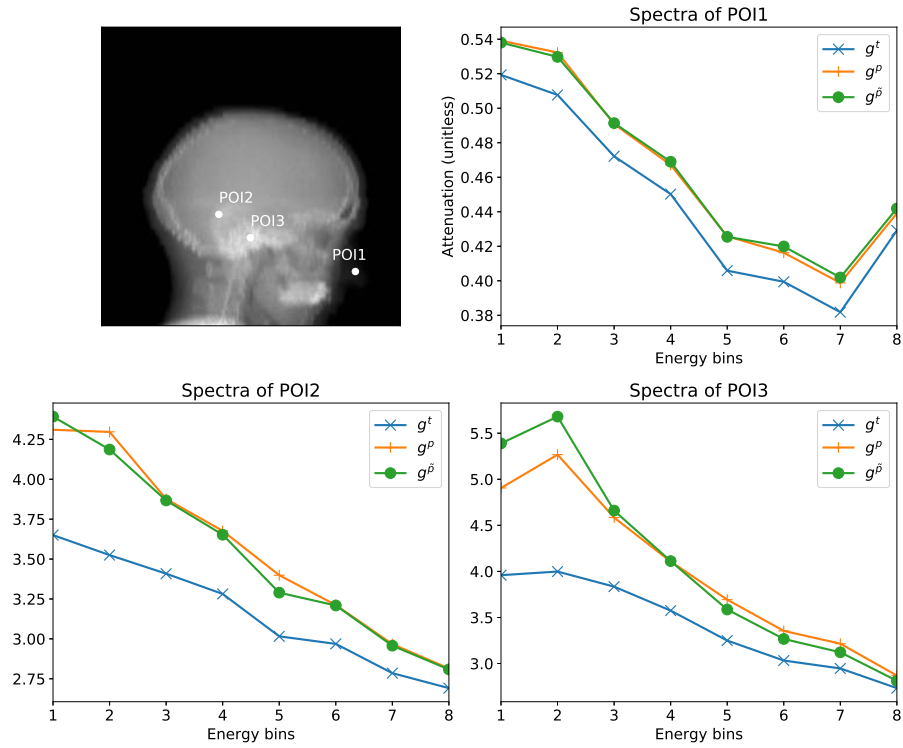 POI2
POI3
POI1
Spectra of POI1
Attenuation (unitless)
0.54
0.52
0.50
0.48
0.46
0.44
0.42
0.40
0.38
1 2 3 4 5 6 7 8
Energy bins
g^t
g^p
g^p̃
Spectra of POI2
4.25
4.00
3.75
3.50
3.25
3.00
2.75
1 2 3 4 5 6 7 8
Energy bins
g^t
g^p
g^p̃
Spectra of POI3
5.5
5.0
4.5
4.0
3.5
3.0
1 2 3 4 5 6 7 8
Energy bins
g^t
g^p
g^p̃